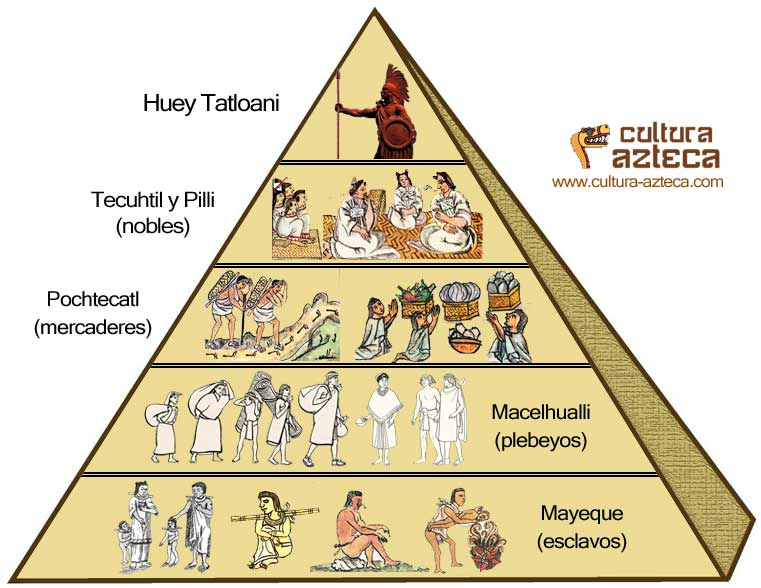 Huey Tatloani
cultura
azteca
www.cultura-azteca.com
Tecuhtil y Pilli
(nobles)
Pochtecatl
(mercaderes)
Macelhualli
(plebeyos)
Mayeque
(esclavos)